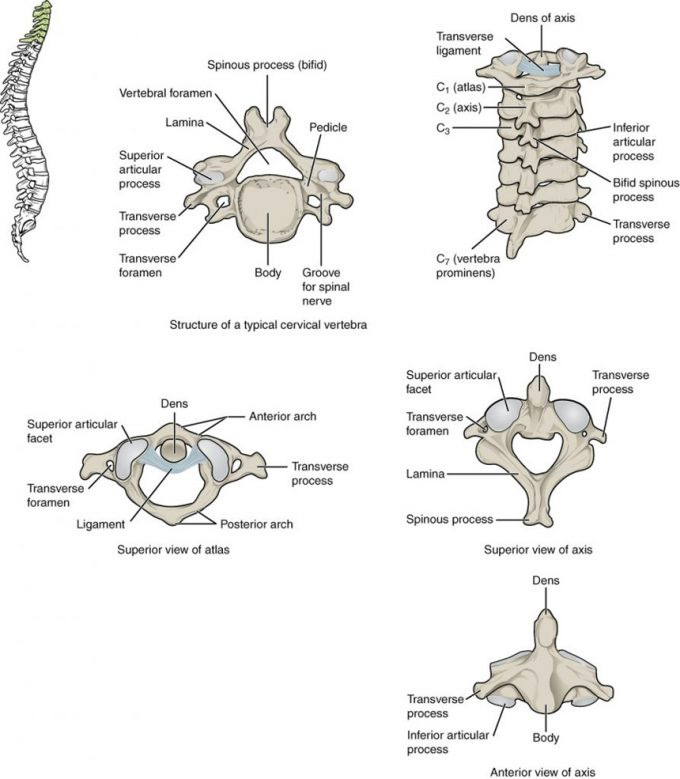 Spinous process (bifid)
Vertebral foramen
Lamina
Pedicle
Superior
articular
process
Transverse
process
Transverse
foramen
Body
Groove
for spinal
nerve
Structure of a typical cervical vertebra
Dens of axis
Transverse
ligament
C1 (atlas)
C2 (axis)
C3
Inferior
articular
process
Bifid spinous
process
Transverse
process
C7 (vertebra
prominens)
Dens
Superior articular
facet
Anterior arch
Transverse
process
Transverse
foramen
Ligament
Posterior arch
Superior view of atlas
Dens
Superior articular
facet
Transverse
process
Transverse
foramen
Lamina
Spinous process
Superior view of axis
Dens
Transverse
process
Inferior articular
process
Body
Anterior view of axis